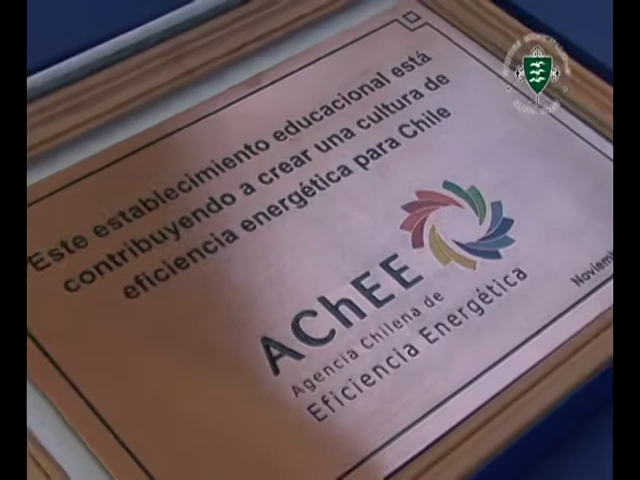 Este establecimiento educacional está
contribuyendo a crear una cultura de
eficiencia energética para Chile
AChEE
Agencia Chilena de
Eficiencia Energética